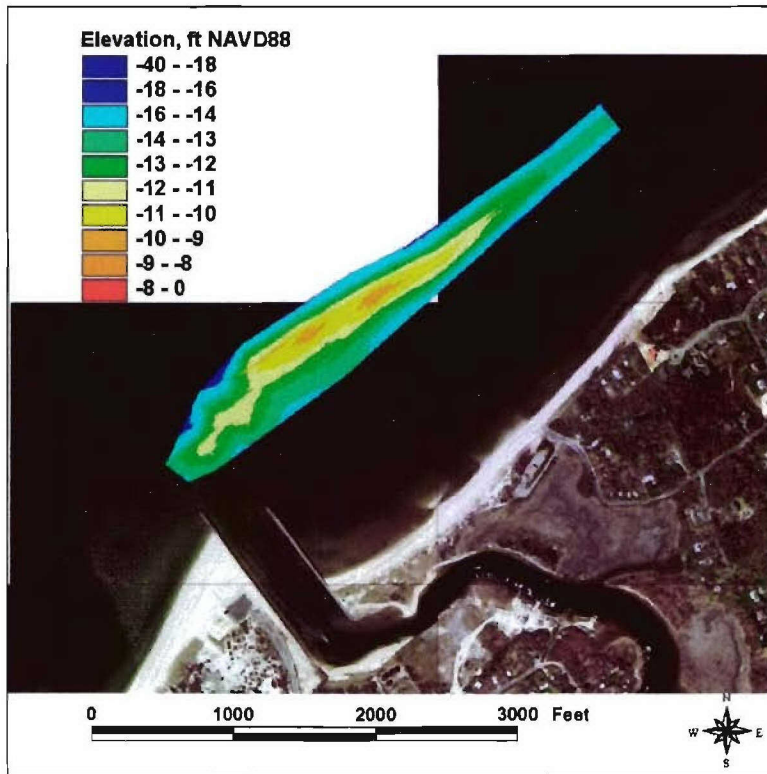 Elevation, ft NAVD88
-40 - -18
-18 - -16
-16 - -14
-14 - -13
-13 - -12
-12 - -11
-11 - -10
-10 - -9
-9 - -8
-8 - 0
0 1000 2000 3000 Feet
N
W E
S